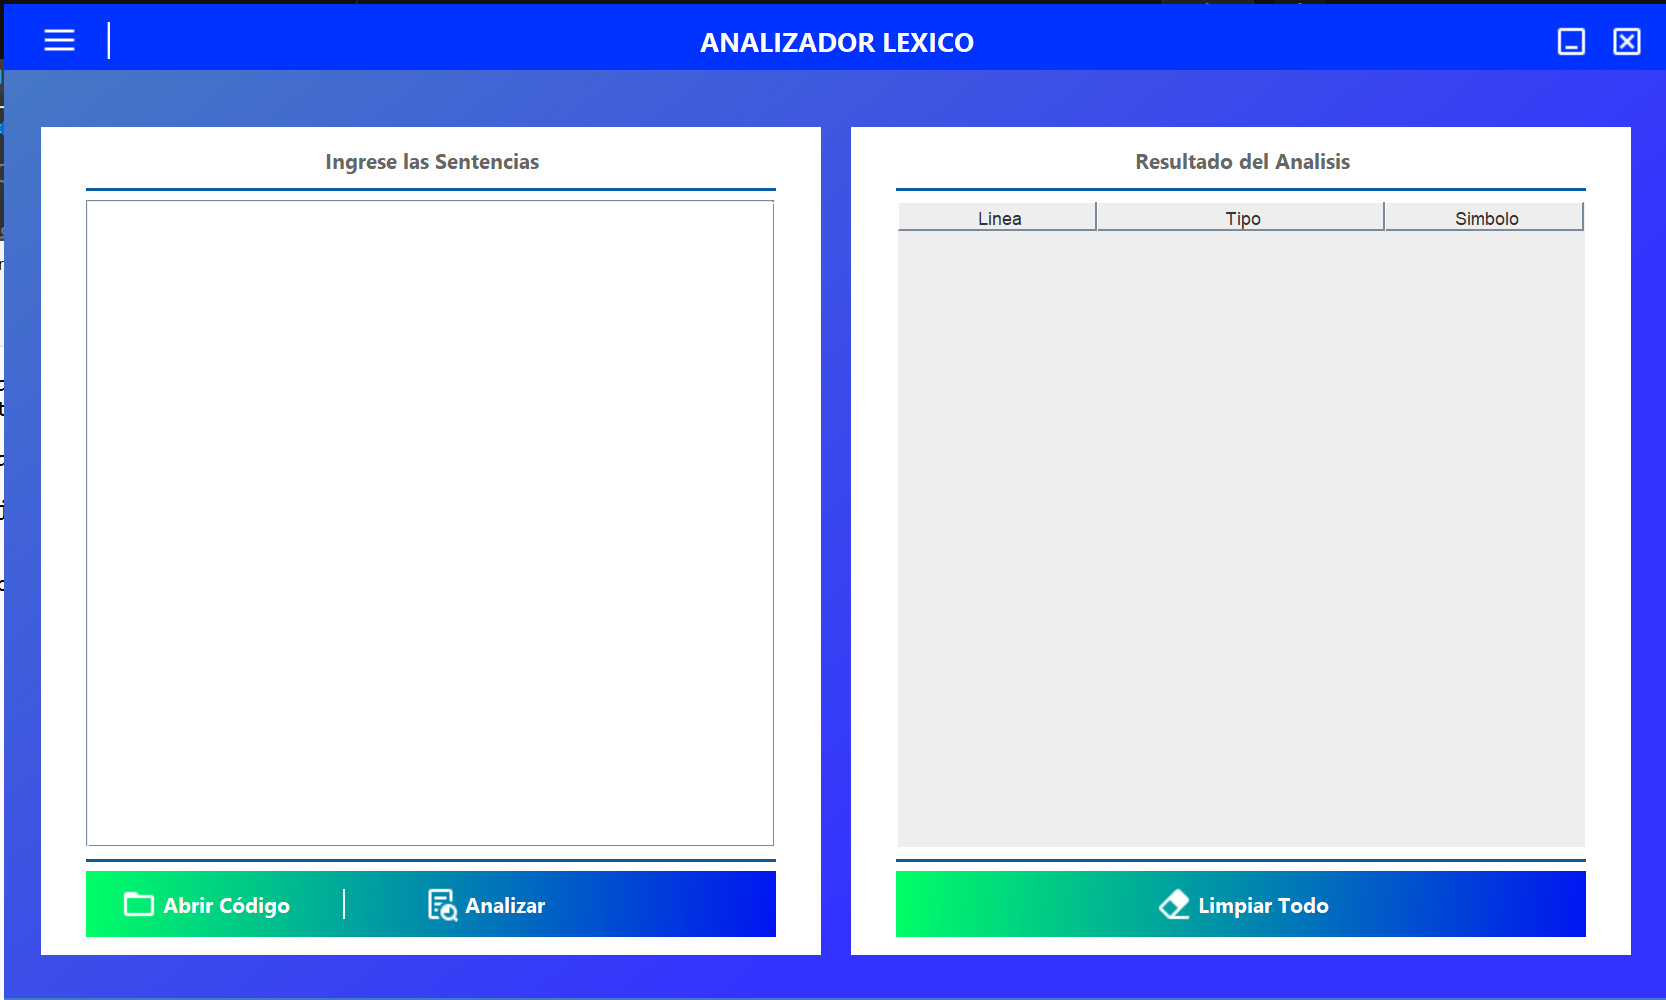 ANALIZADOR LEXICO
Ingrese las Sentencias
Abrir Código
Analizar
Resultado del Analisis
Linea Tipo Simbolo
Limpiar Todo